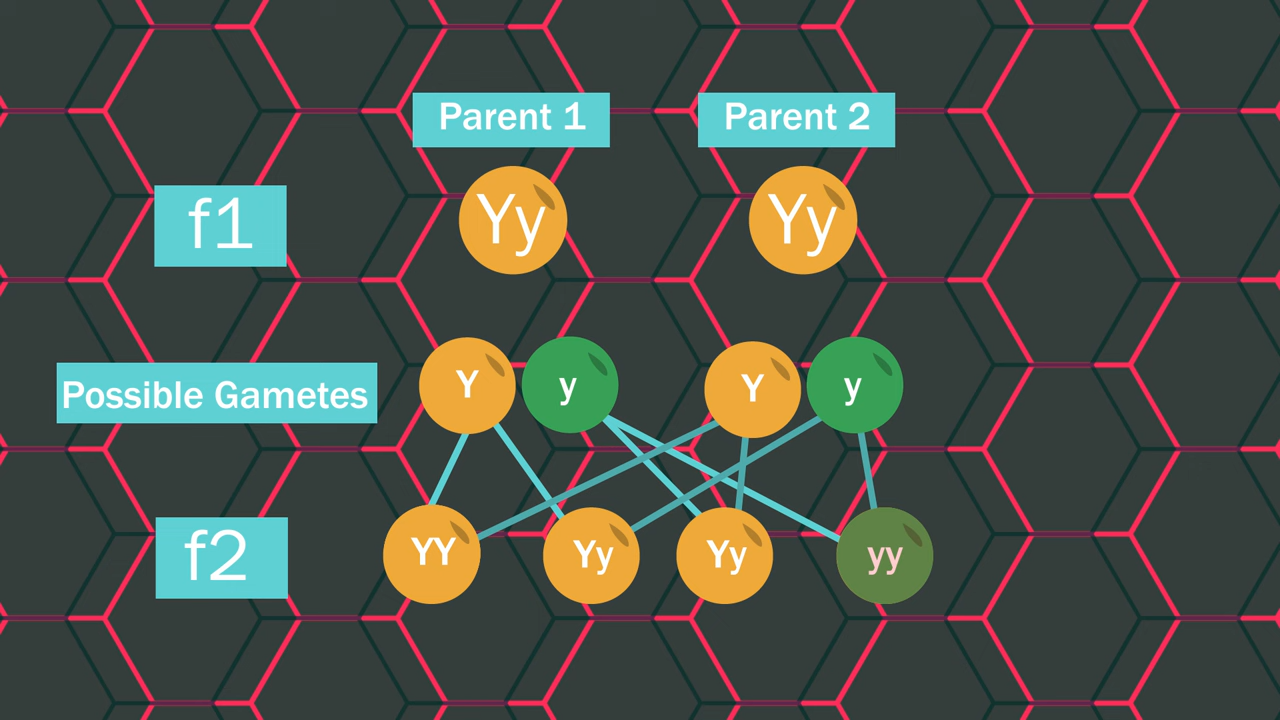 Parent 1 Parent 2
f1 Yy Yy
Possible Gametes Y y Y y
f2 YY Yy Yy yy